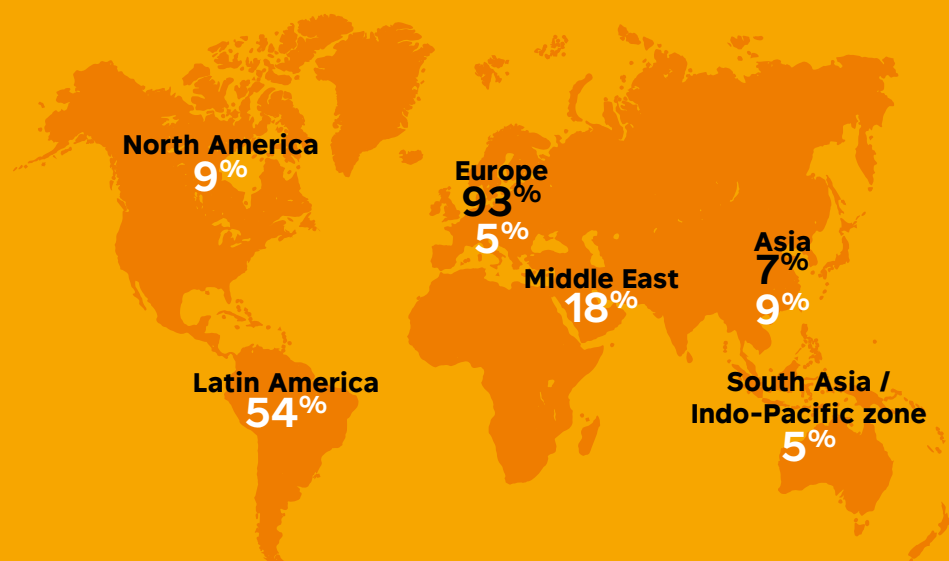 North America
9%
Europe
93%
5%
Asia
7%
9%
Middle East
18%
Latin America
54%
South Asia /
Indo-Pacific zone
5%